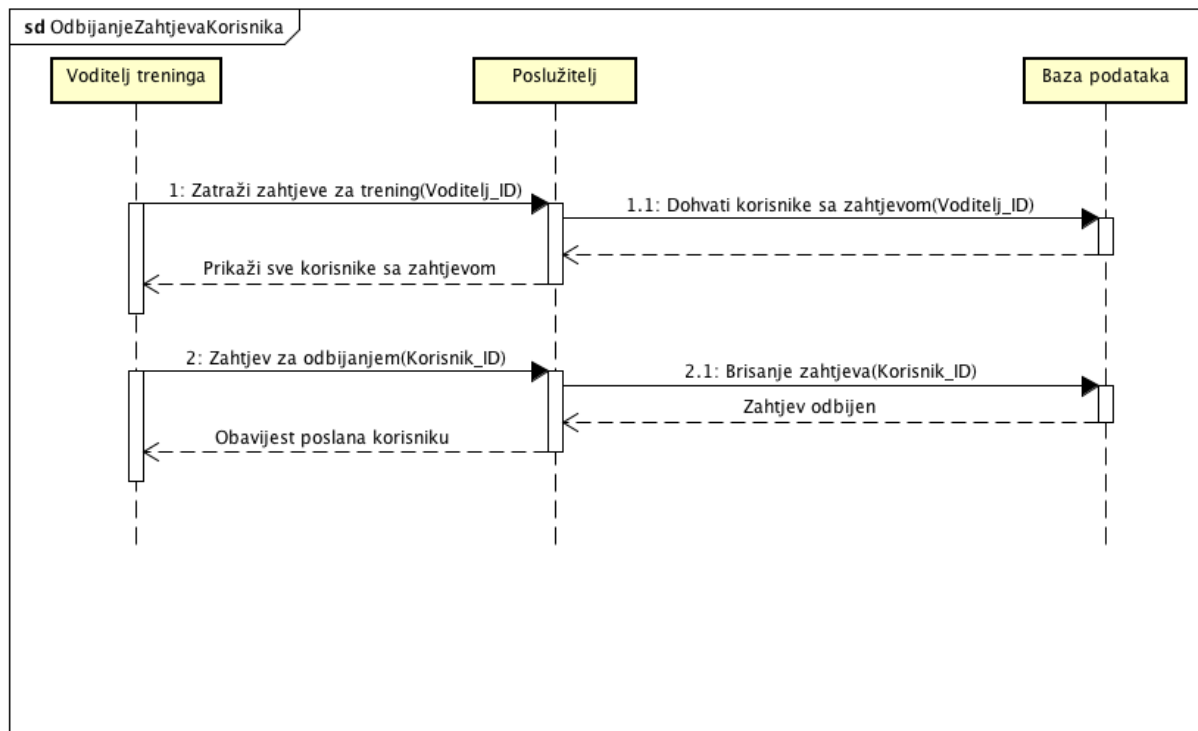 sd OdbijanjeZahtjevaKorisnika
Voditelj treninga
Poslužitelj
Baza podataka
1: Zatraži zahtjeve za trening(Voditelj_ID)
1.1: Dohvati korisnike sa zahtjevom(Voditelj_ID)
Prikaži sve korisnike sa zahtjevom
2: Zahtjev za odbijanjem(Korisnik_ID)
2.1: Brisanje zahtjeva(Korisnik_ID)
Zahtjev odbijen
Obavijest poslana korisniku